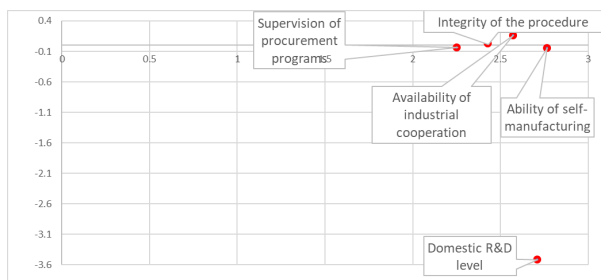 0.4
Supervision of
procurement
programs
Integrity of the procedure
-0.1
0
0.5
1
1.5
2
2.5
3
-0.6
Availability of
industrial
cooperation
Ability of self-
manufacturing
-1.1
-1.6
-2.1
-2.6
-3.1
Domestic R&D
level
-3.6